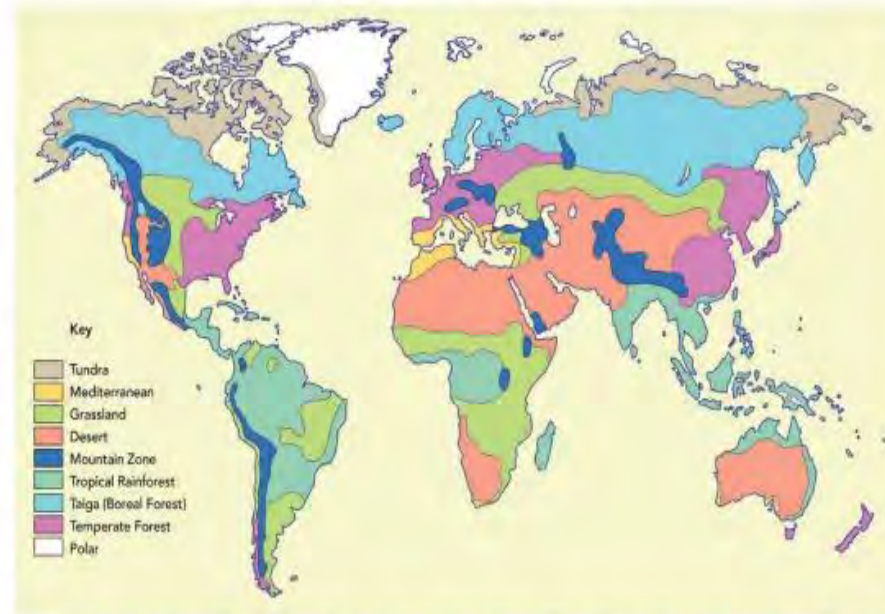 Key
Tundra
Mediterranean
Grassland
Desert
Mountain Zone
Tropical Rainforest
Taiga (Boreal Forest)
Temperate Forest
Polar